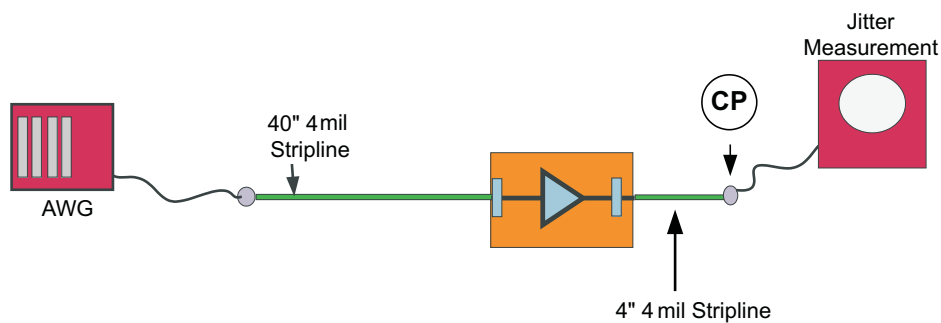 Jitter
Measurement
CP
40" 4 mil
Stripline
AWG
4" 4 mil Stripline